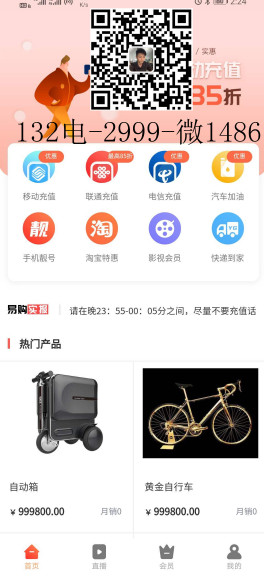 2:24
K/s
/ 实惠
动充值
85折
132电-2999-微1486
优惠
最高85折
优惠
优惠
移动充值
联通充值
电信充值
汽车加油
靓
淘
手机靓号
淘宝特惠
影视会员
快递到家
易购实报
请在晚23：55-00：05分之间，尽量不要充值话
热门产品
自动箱
黄金自行车
￥ 999800.00
月销0
￥ 999800.00
月销0
首页
直播
会员
我的